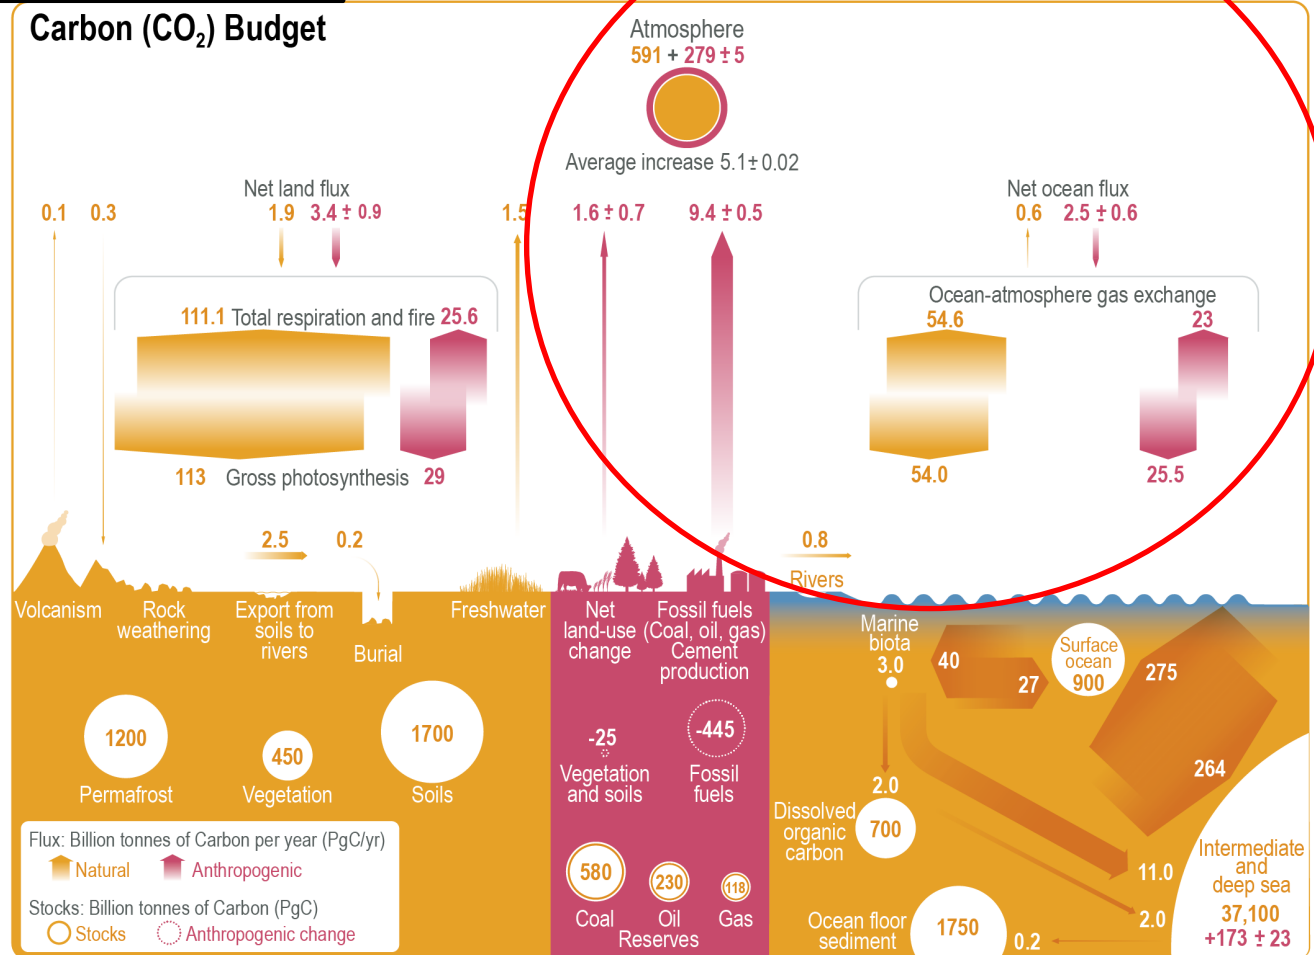 Carbon (CO₂) Budget
Atmosphere
591 + 279 ± 5
Average increase 5.1± 0.02
Net land flux
Net ocean flux
0.1
0.3
1.9
3.4 ± 0.9
1.5
1.6 ± 0.7
9.4 ± 0.5
0.6
2.5 ± 0.6
Ocean-atmosphere gas exchange
111.1 Total respiration and fire 25.6
54.6
23
113 Gross photosynthesis 29
54.0
25.5
2.5
0.2
0.8
Rivers
Volcanism
Rock
weathering
Export from
soils to
rivers
Burial
Freshwater
Net
land-use
change
Fossil fuels
(Coal, oil, gas)
Cement
production
Marine
biota
3.0
40
27
Surface
ocean
900
275
264
1200
Permafrost
450
Vegetation
1700
Soils
-25
Vegetation
and soils
-445
Fossil
fuels
2.0
Dissolved
organic
carbon
700
Flux: Billion tonnes of Carbon per year (PgC/yr)
Natural
Anthropogenic
Stocks: Billion tonnes of Carbon (PgC)
Stocks
Anthropogenic change
580
Coal
230
Oil
118
Gas
Reserves
11.0
2.0
Intermediate
and
deep sea
37,100
+173 ± 23
Ocean floor
sediment
1750
0.2